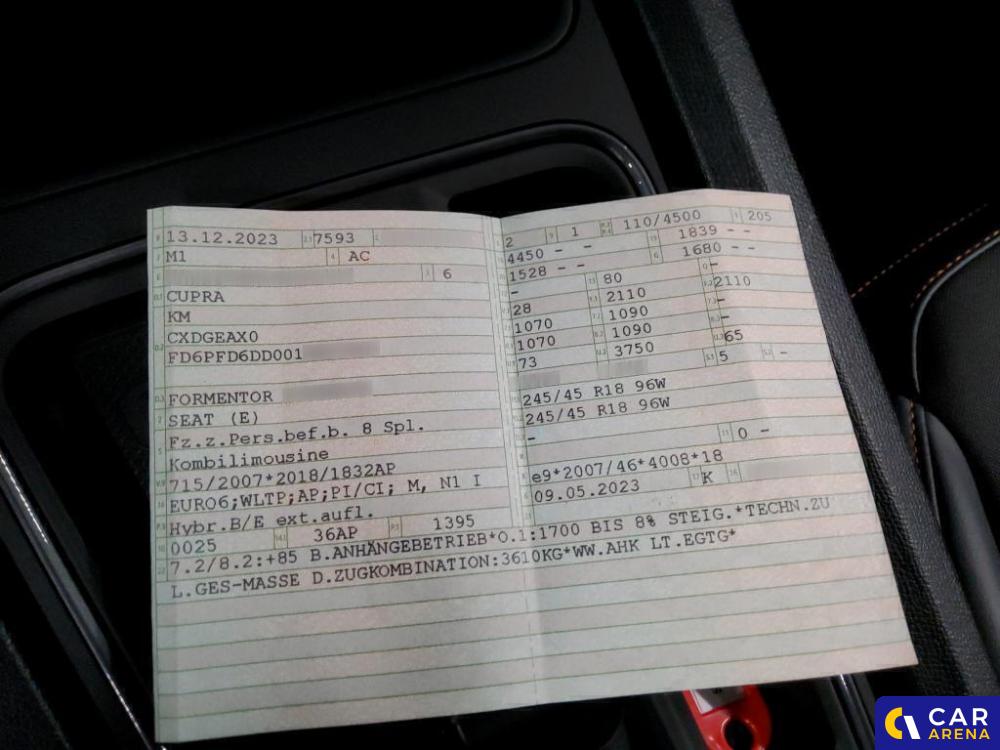 13.12.2023 7593
M1 4 AC
6
CUPRA
KM
CXDGEAX0
FD6PFD6DD001
FORMENTOR
SEAT (E)
Fz.z.Pers.bef.b. 8 Spl.
Kombilimousine
715/2007*2018/1832AP
EURO6;WLTP;AP;PI/CI; M, N1 I
Hybr.B/E ext.aufl.
0025 36AP 1395
2 1 110/4500 205
4450 - - 1839 - -
1528 - - 1680 - -
- 80 -
28 2110 2110
1070 1090 -
1070 1090 -
73 3750 65
5 -
245/45 R18 96W
245/45 R18 96W
- 0 -
e9*2007/46*4008*18
09.05.2023 K
7.2/8.2:+85 B.ANHÄNGEBETRIEB*O.1:1700 BIS 8% STEIG.*TECHN.ZU
L.GES-MASSE D.ZUGKOMBINATION:3610KG*WW.AHK LT.EGTG*
CAR
ARENA